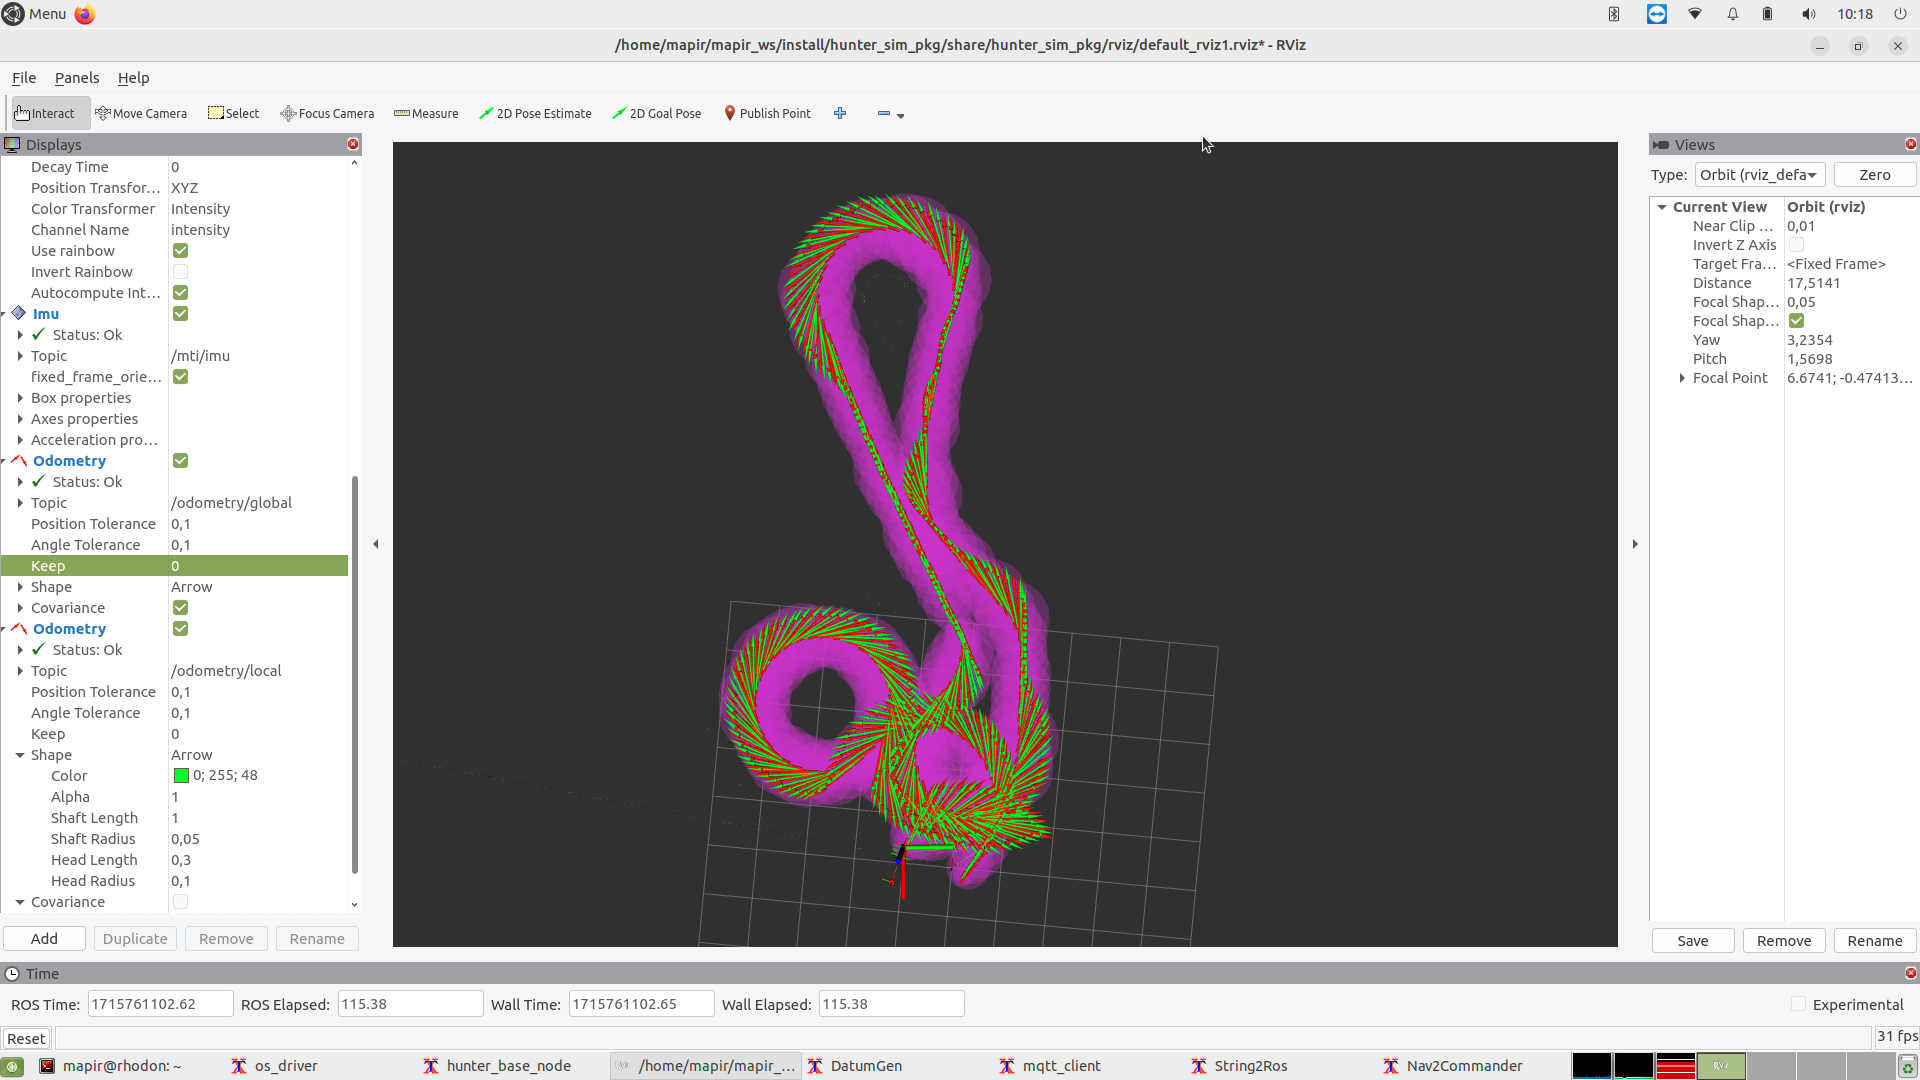 Menu
10:18
/home/mapir/mapir_ws/install/hunter_sim_pkg/share/hunter_sim_pkg/rviz/default_rviz1.rviz* - RViz
File Panels Help
Interact Move Camera Select Focus Camera Measure 2D Pose Estimate 2D Goal Pose Publish Point
Displays
Decay Time 0
Position Transfor... XYZ
Color Transformer Intensity
Channel Name intensity
Use rainbow
Invert Rainbow
Autocompute Int...
Imu
Status: Ok
Topic /mti/imu
fixed_frame_orie...
Box properties
Axes properties
Acceleration pro...
Odometry
Status: Ok
Topic /odometry/global
Position Tolerance 0,1
Angle Tolerance 0,1
Keep 0
Shape Arrow
Covariance
Odometry
Status: Ok
Topic /odometry/local
Position Tolerance 0,1
Angle Tolerance 0,1
Keep 0
Shape Arrow
Color 0; 255; 48
Alpha 1
Shaft Length 1
Shaft Radius 0,05
Head Length 0,3
Head Radius 0,1
Covariance
Add Duplicate Remove Rename
Views
Type: Orbit (rviz_defa Zero
Current View Orbit (rviz)
Near Clip ... 0,01
Invert Z Axis
Target Fra... <Fixed Frame>
Distance 17,5141
Focal Shap... 0,05
Focal Shap...
Yaw 3,2354
Pitch 1,5698
Focal Point 6.6741; -0.47413...
Save Remove Rename
Time
ROS Time: 1715761102.62 ROS Elapsed: 115.38 Wall Time: 1715761102.65 Wall Elapsed: 115.38 Experimental
Reset 31 fps
mapir@rhodon: ~ os_driver hunter_base_node /home/mapir/mapir_... DatumGen mqtt_client String2Ros Nav2Commander